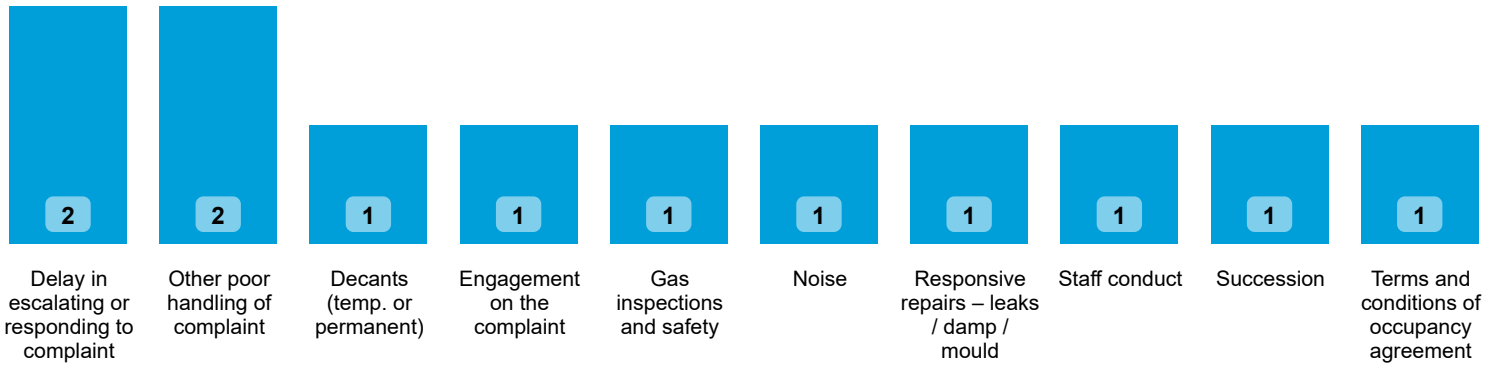 2
2
1
1
1
1
1
1
1
1
Delay in
escalating or
responding to
complaint
Other poor
handling of
complaint
Decants
(temp. or
permanent)
Engagement
on the
complaint
Gas
inspections
and safety
Noise
Responsive
repairs – leaks
/ damp /
mould
Staff conduct
Succession
Terms and
conditions of
occupancy
agreement